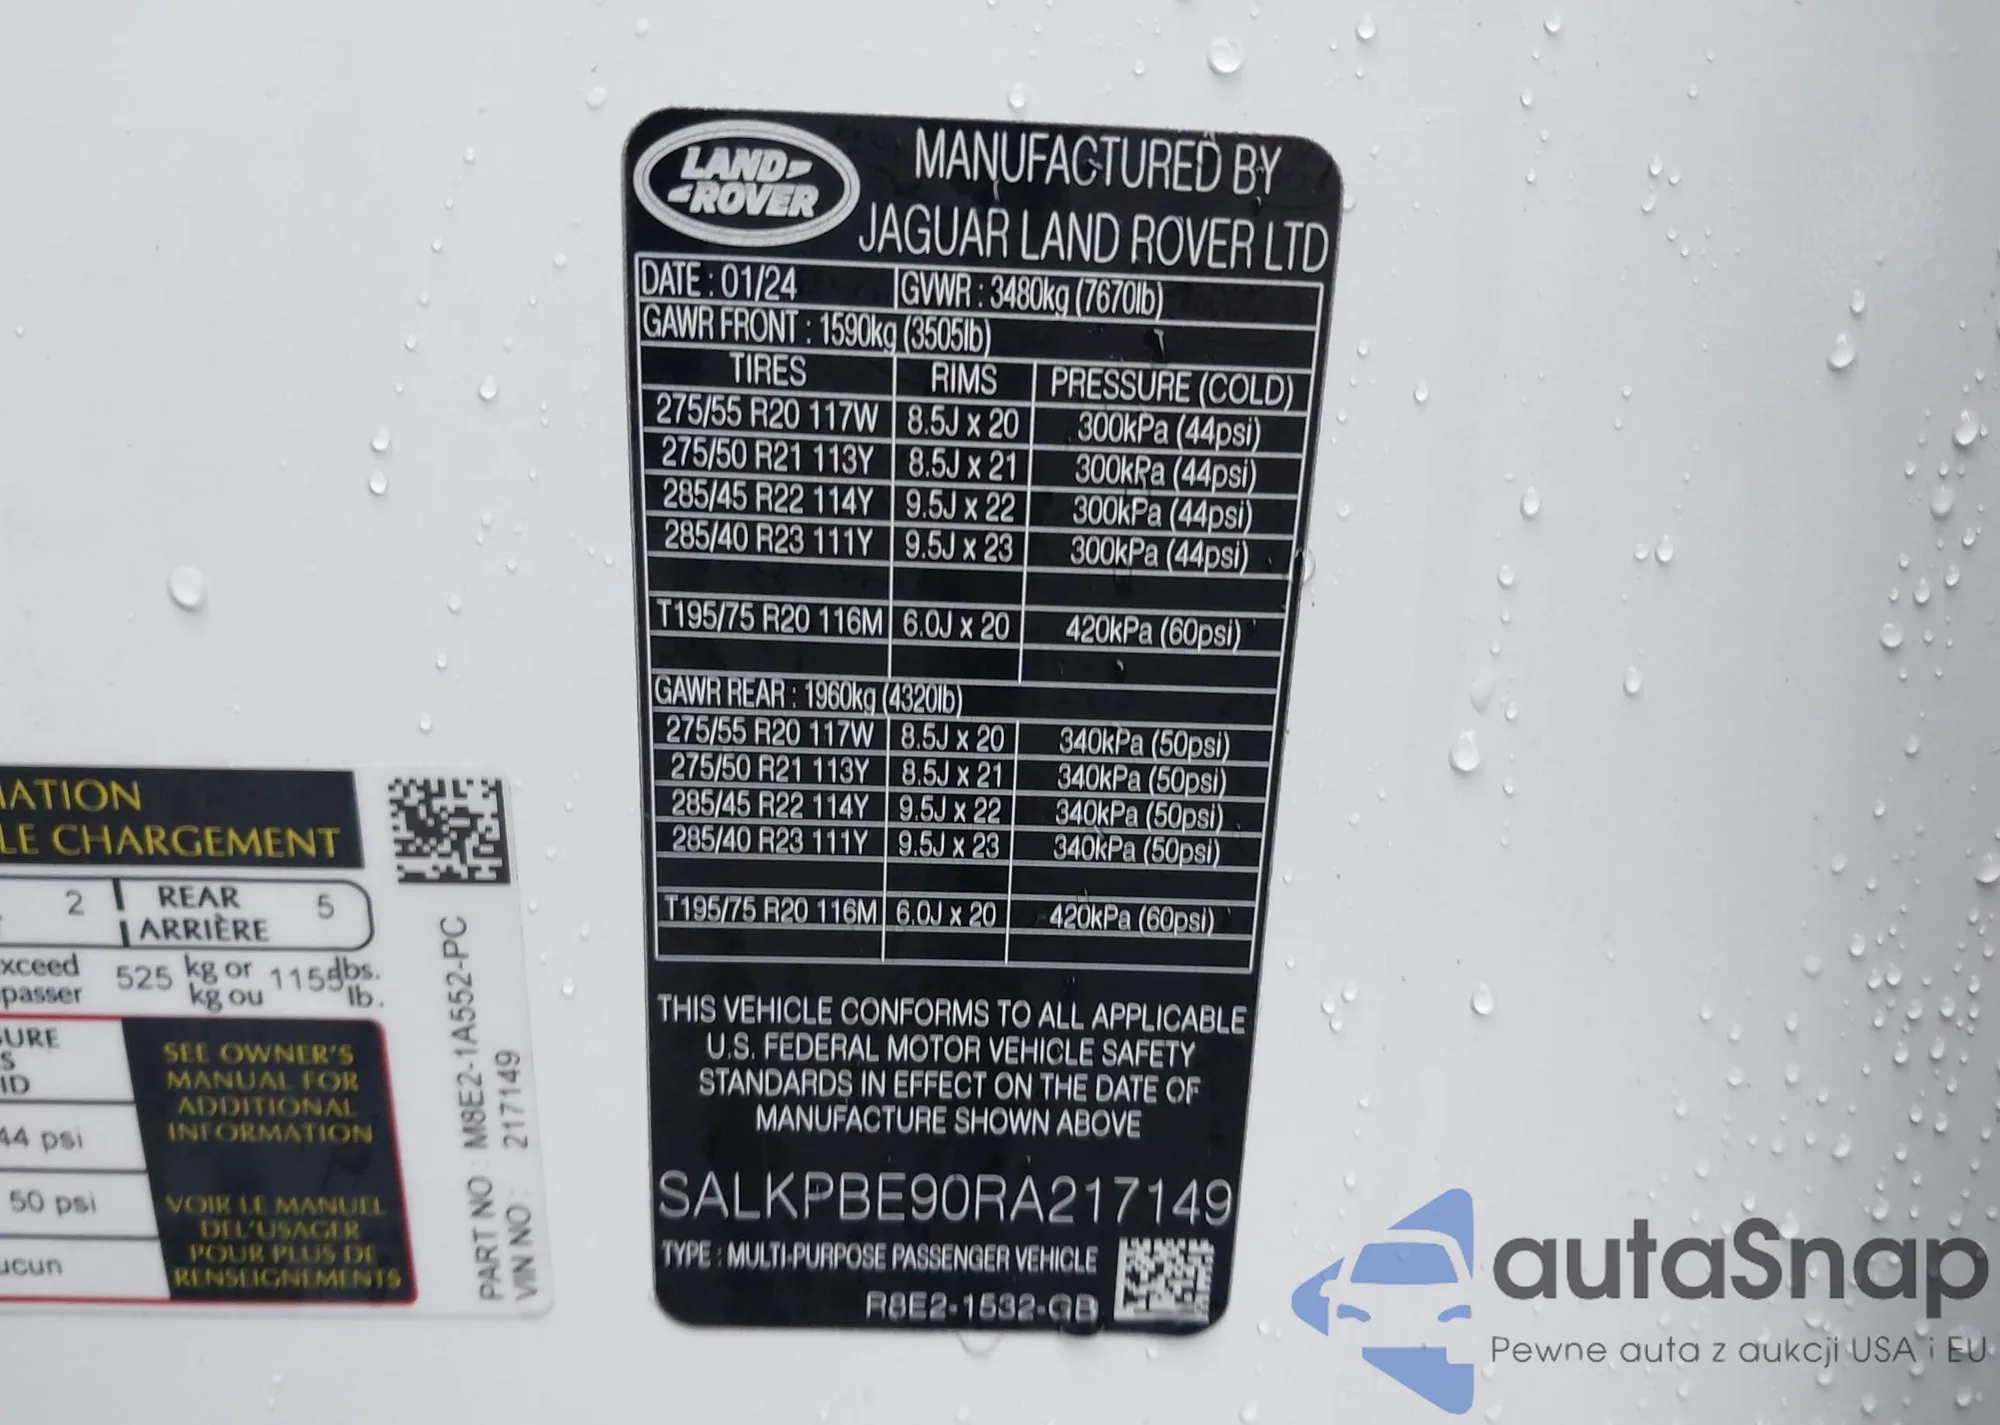 LAND
ROVER
MANUFACTURED BY
JAGUAR LAND ROVER LTD
DATE : 01/24 GVWR : 3480kg (7670lb)
GAWR FRONT : 1590kg (3505lb)
TIRES RIMS PRESSURE (COLD)
275/55 R20 117W 8.5J x 20 300kPa (44psi)
275/50 R21 113Y 8.5J x 21 300kPa (44psi)
285/45 R22 114Y 9.5J x 22 300kPa (44psi)
285/40 R23 111Y 9.5J x 23 300kPa (44psi)
T195/75 R20 116M 6.0J x 20 420kPa (60psi)
GAWR REAR : 1960kg (4320lb)
275/55 R20 117W 8.5J x 20 340kPa (50psi)
275/50 R21 113Y 8.5J x 21 340kPa (50psi)
285/45 R22 114Y 9.5J x 22 340kPa (50psi)
285/40 R23 111Y 9.5J x 23 340kPa (50psi)
T195/75 R20 116M 6.0J x 20 420kPa (60psi)
THIS VEHICLE CONFORMS TO ALL APPLICABLE
U.S. FEDERAL MOTOR VEHICLE SAFETY
STANDARDS IN EFFECT ON THE DATE OF
MANUFACTURE SHOWN ABOVE
SALKPBE90RA217149
TYPE : MULTI-PURPOSE PASSENGER VEHICLE
R8E2-1532-GB
MATION
LE CHARGEMENT
2 REAR 5
ARRIÈRE
xceed 525 kg or 1155 lbs.
passer kg ou lb.
SURE
S
ID
44 psi
50 psi
ucun
SEE OWNER'S
MANUAL FOR
ADDITIONAL
INFORMATION
VOIR LE MANUEL
DEL'USAGER
POUR PLUS DE
RENSEIGNEMENTS
PART NO : M8E2-1A552-PC
VIN NO : 217149
autaSnap
Pewne auta z aukcji USA i EU